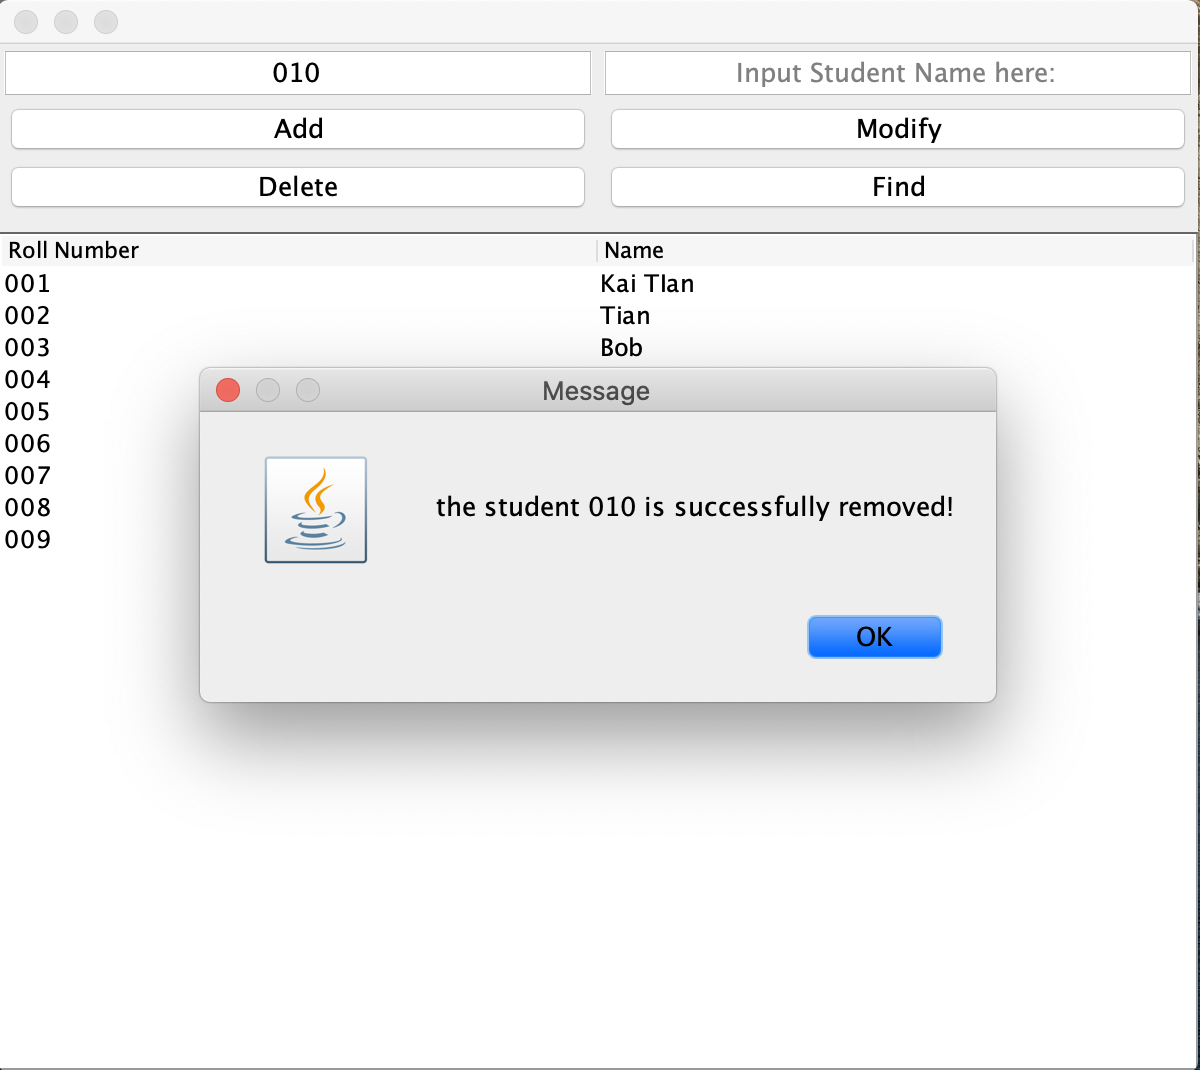 010 Input Student Name here:
Add Modify
Delete Find
Roll Number Name
001 Kai TIan
002 Tian
003 Bob
004
005
006
007
008
009
Message
the student 010 is successfully removed!
OK